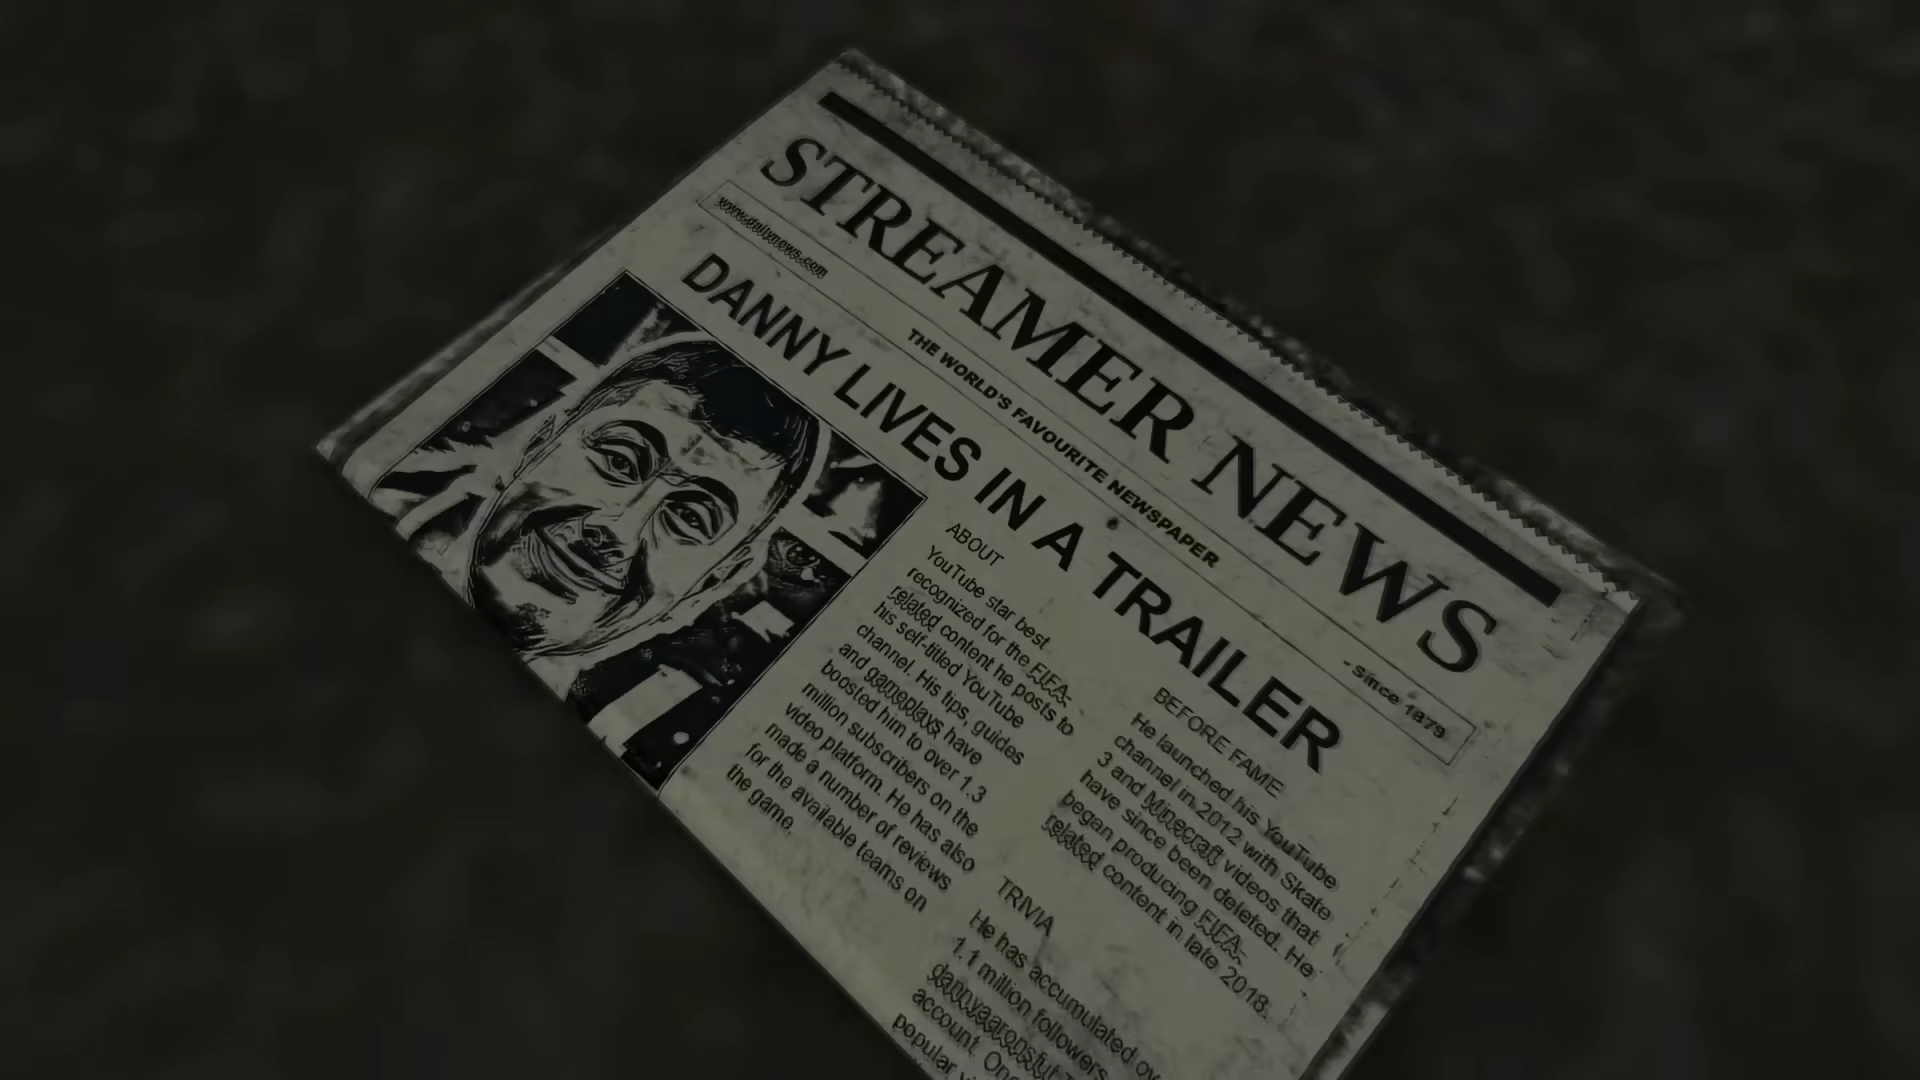 STREAMER NEWS
www.dailynews.com
THE WORLD'S FAVOURITE NEWSPAPER
- since 1879
DANNY LIVES IN A TRAILER
ABOUT
YouTube star best
recognized for the FIFA-
related content he posts to
his self-titled YouTube
channel. His tips, guides
and gameplays have
boosted him to over 1.3
million subscribers on the
video platform. He has also
made a number of reviews
for the available teams on
the game.
BEFORE FAME
He launched his YouTube
channel in 2012 with Skate
3 and Minecraft videos that
have since been deleted. He
began producing FIFA-
related content in late 2018.
TRIVIA
He has accumulated
1.1 million followers
account.
popular